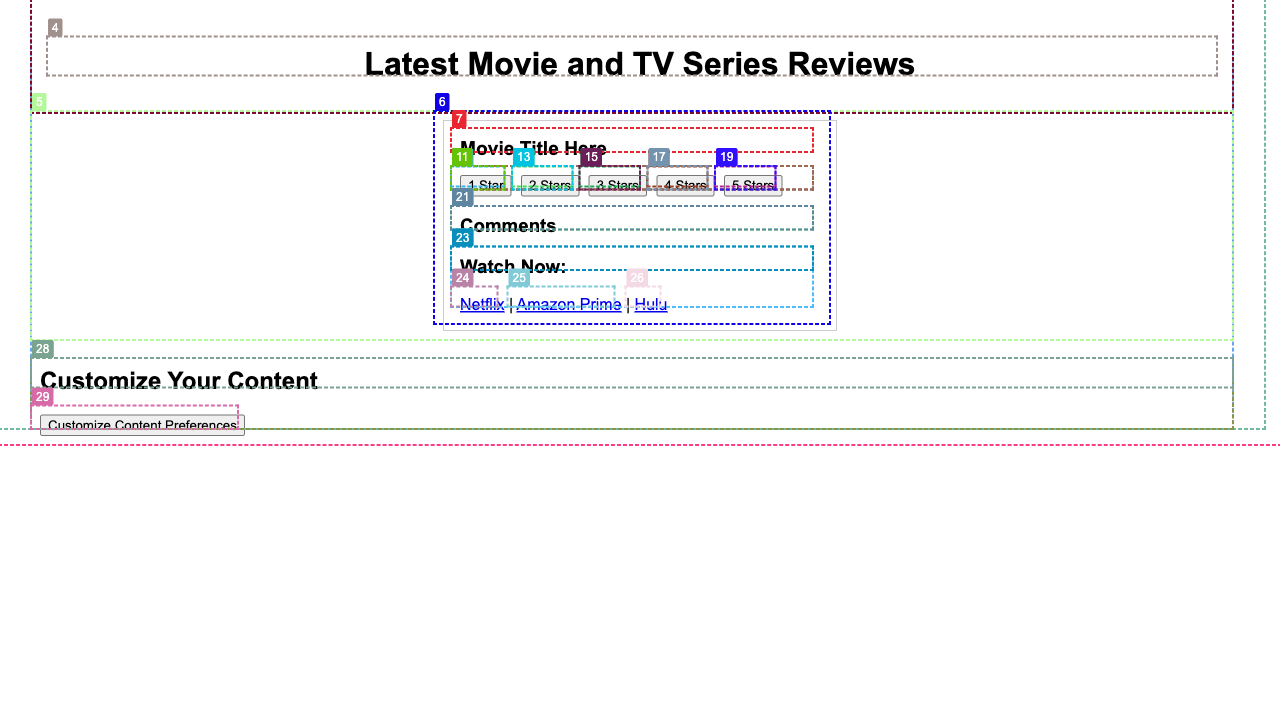 4
Latest Movie and TV Series Reviews
5
6
7
Movie Title Here
11 13 15 17 19
1 Star 2 Stars 3 Stars 4 Stars 5 Stars
21
Comments
23
Watch Now:
24 25 26
Netflix | Amazon Prime | Hulu
28
Customize Your Content
29
Customize Content Preferences